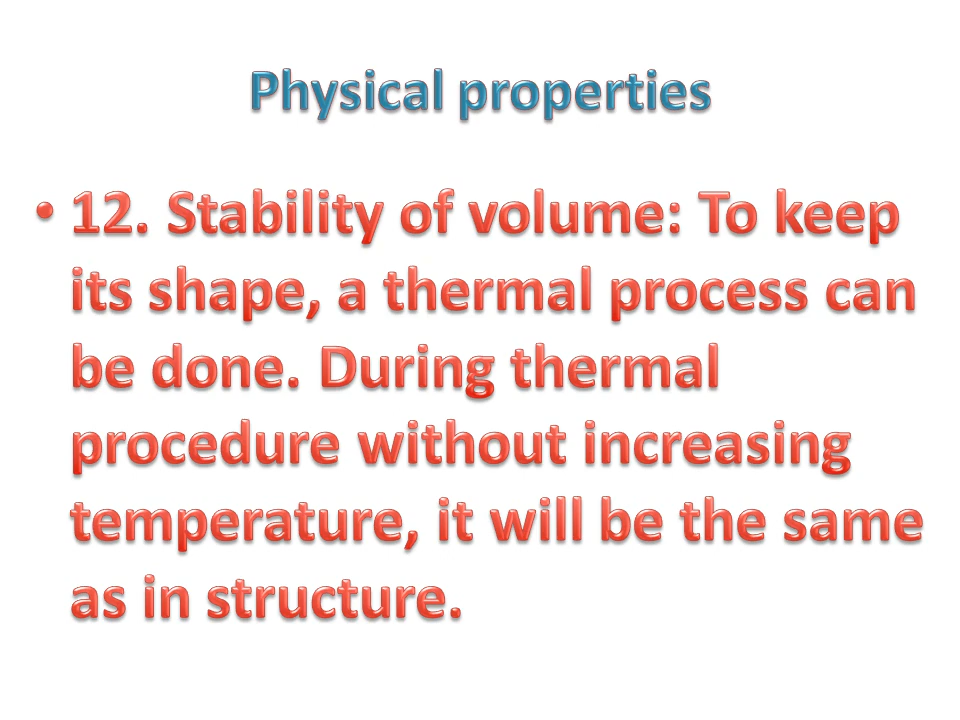 Physical properties
• 12. Stability of volume: To keep
its shape, a thermal process can
be done. During thermal
procedure without increasing
temperature, it will be the same
as in structure.